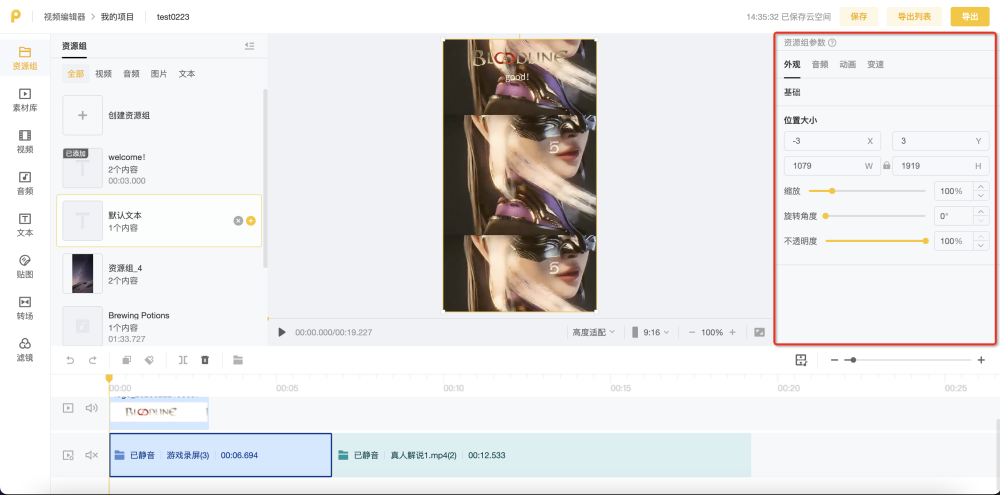 视频编辑器 > 我的项目 test0223
14:35:32 已保存云空间 保存 导出列表 导出
资源组
素材库
视频
音频
文本
贴图
转场
滤镜
资源组
全部 视频 音频 图片 文本
创建资源组
已添加
welcome!
2个内容
00:03.000
默认文本
1个内容
资源组_4
2个内容
Brewing Potions
1个内容
01:33.727
BLOODLINE
good!
00:00.000/00:19.227 高度适配 9:16 100%
资源组参数
外观 音频 动画 变速
基础
位置大小
-3 X 3 Y
1079 W 1919 H
缩放 100%
旋转角度 0°
不透明度 100%
00:00 00:05 00:10 00:15 00:20 00:25
BLOODLINE
已静音 游戏录屏(3) 00:06.694 已静音 真人解说1.mp4(2) 00:12.533